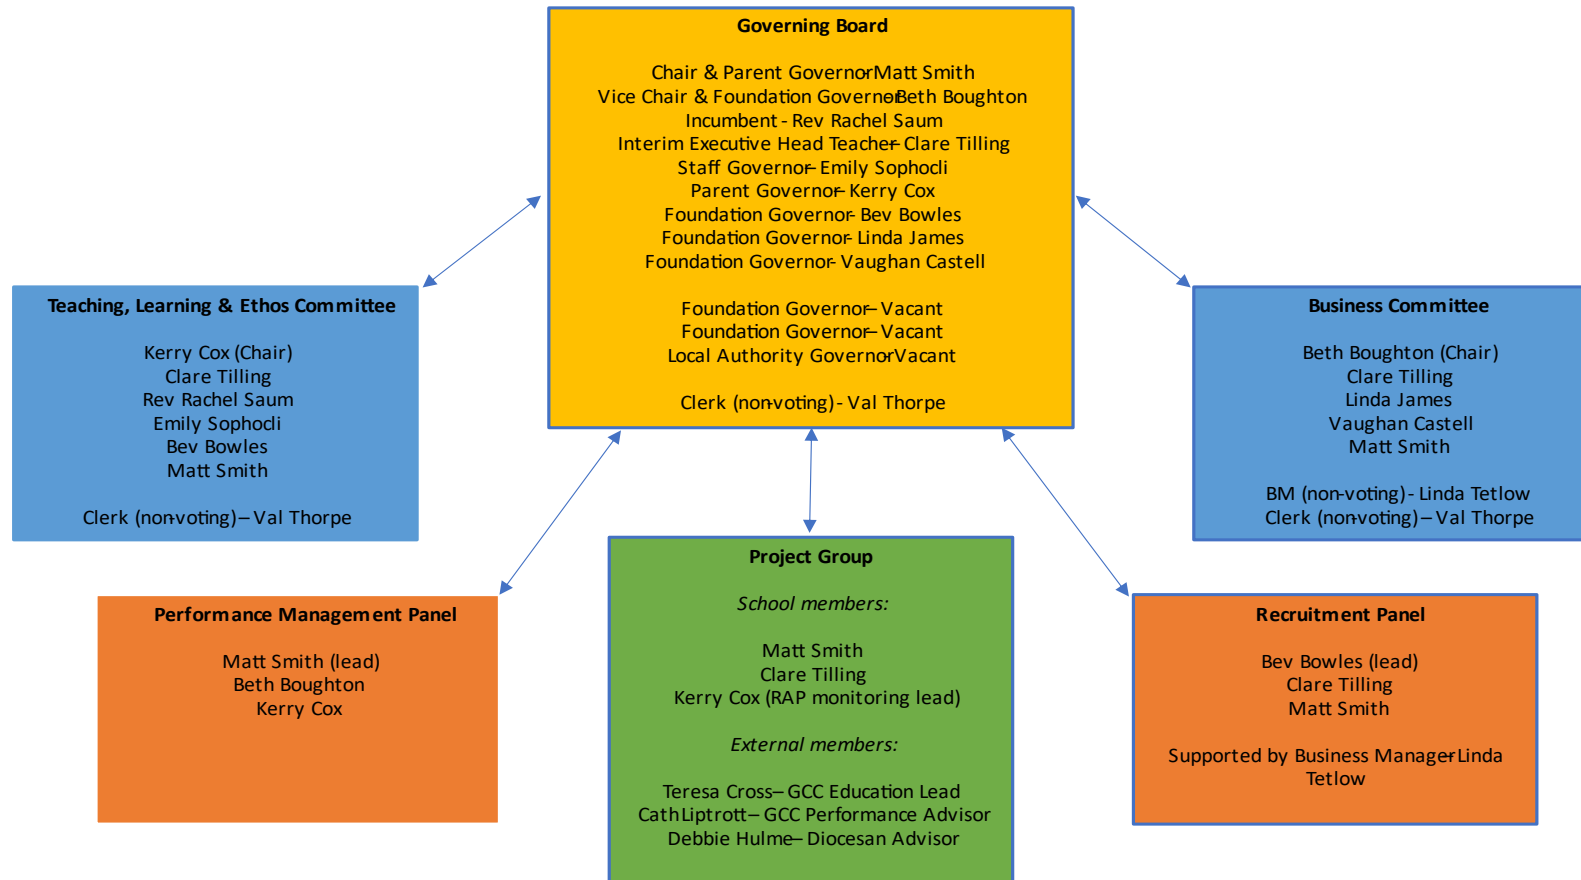 Governing Board
Chair & Parent Governor- Matt Smith
Vice Chair & Foundation Governor- Beth Boughton
Incumbent - Rev Rachel Saum
Interim Executive Head Teacher– Clare Tilling
Staff Governor– Emily Sophocli
Parent Governor– Kerry Cox
Foundation Governor- Bev Bowles
Foundation Governor- Linda James
Foundation Governor- Vaughan Castell
Foundation Governor– Vacant
Foundation Governor– Vacant
Local Authority Governor- Vacant
Clerk (non-voting) - Val Thorpe
Teaching, Learning & Ethos Committee
Kerry Cox (Chair)
Clare Tilling
Rev Rachel Saum
Emily Sophocli
Bev Bowles
Matt Smith
Clerk (non-voting) – Val Thorpe
Business Committee
Beth Boughton (Chair)
Clare Tilling
Linda James
Vaughan Castell
Matt Smith
BM (non-voting) - Linda Tetlow
Clerk (non-voting) – Val Thorpe
Performance Management Panel
Matt Smith (lead)
Beth Boughton
Kerry Cox
Project Group
School members:
Matt Smith
Clare Tilling
Kerry Cox (RAP monitoring lead)
External members:
Teresa Cross– GCC Education Lead
Cath Liptrott– GCC Performance Advisor
Debbie Hulme– Diocesan Advisor
Recruitment Panel
Bev Bowles (lead)
Clare Tilling
Matt Smith
Supported by Business Manager– Linda
Tetlow